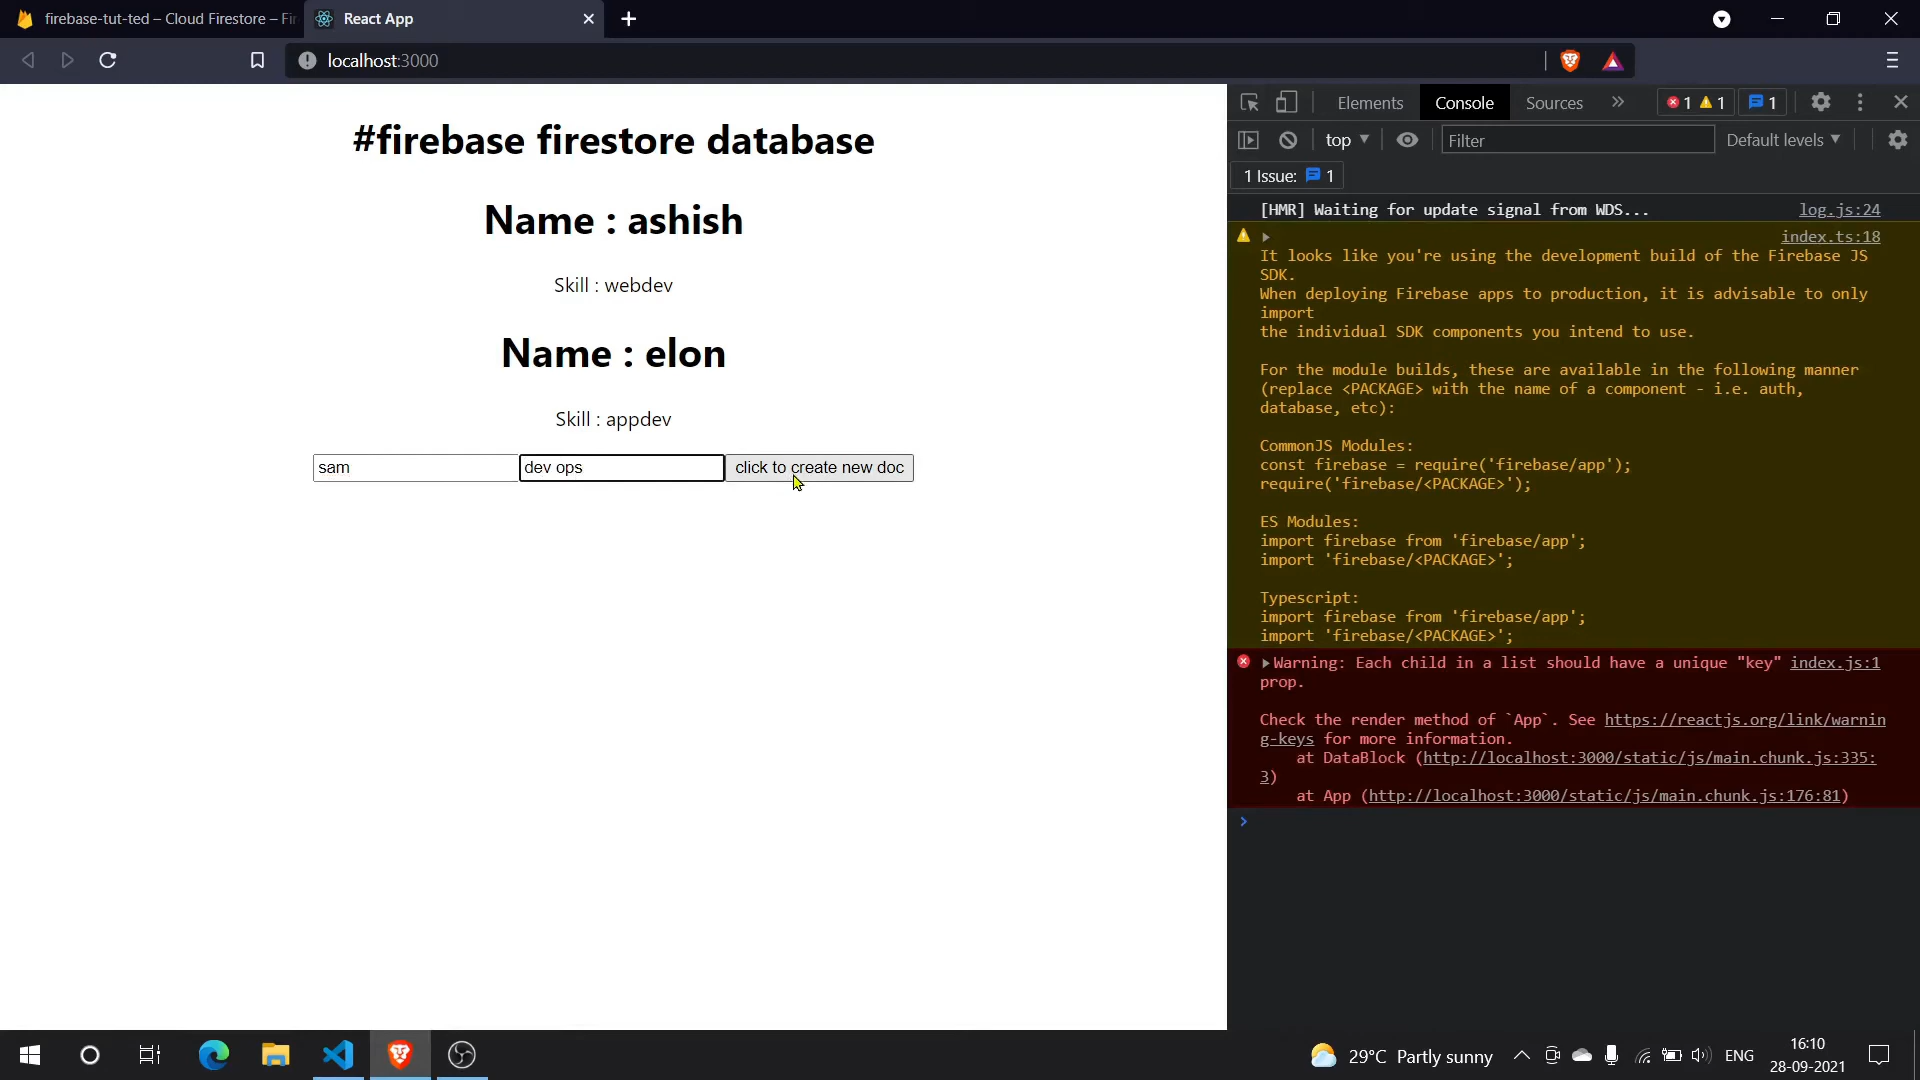 firebase-tut-ted – Cloud Firestore – Fir
React App
localhost:3000
#firebase firestore database
Name : ashish
Skill : webdev
Name : elon
Skill : appdev
sam
dev ops
click to create new doc
Elements
Console
Sources
1
1
1
top
Filter
Default levels
1 Issue:
1
[HMR] Waiting for update signal from WDS...
log.js:24
index.ts:18
It looks like you're using the development build of the Firebase JS
SDK.
When deploying Firebase apps to production, it is advisable to only
import
the individual SDK components you intend to use.
For the module builds, these are available in the following manner
(replace <PACKAGE> with the name of a component - i.e. auth,
database, etc):
CommonJS Modules:
const firebase = require('firebase/app');
require('firebase/<PACKAGE>');
ES Modules:
import firebase from 'firebase/app';
import 'firebase/<PACKAGE>';
Typescript:
import firebase from 'firebase/app';
import 'firebase/<PACKAGE>';
Warning: Each child in a list should have a unique "key" index.js:1
prop.
Check the render method of `App`. See https://reactjs.org/link/warnin
g-keys for more information.
at DataBlock (http://localhost:3000/static/js/main.chunk.js:335:
3)
at App (http://localhost:3000/static/js/main.chunk.js:176:81)
29°C Partly sunny
ENG
16:10
28-09-2021